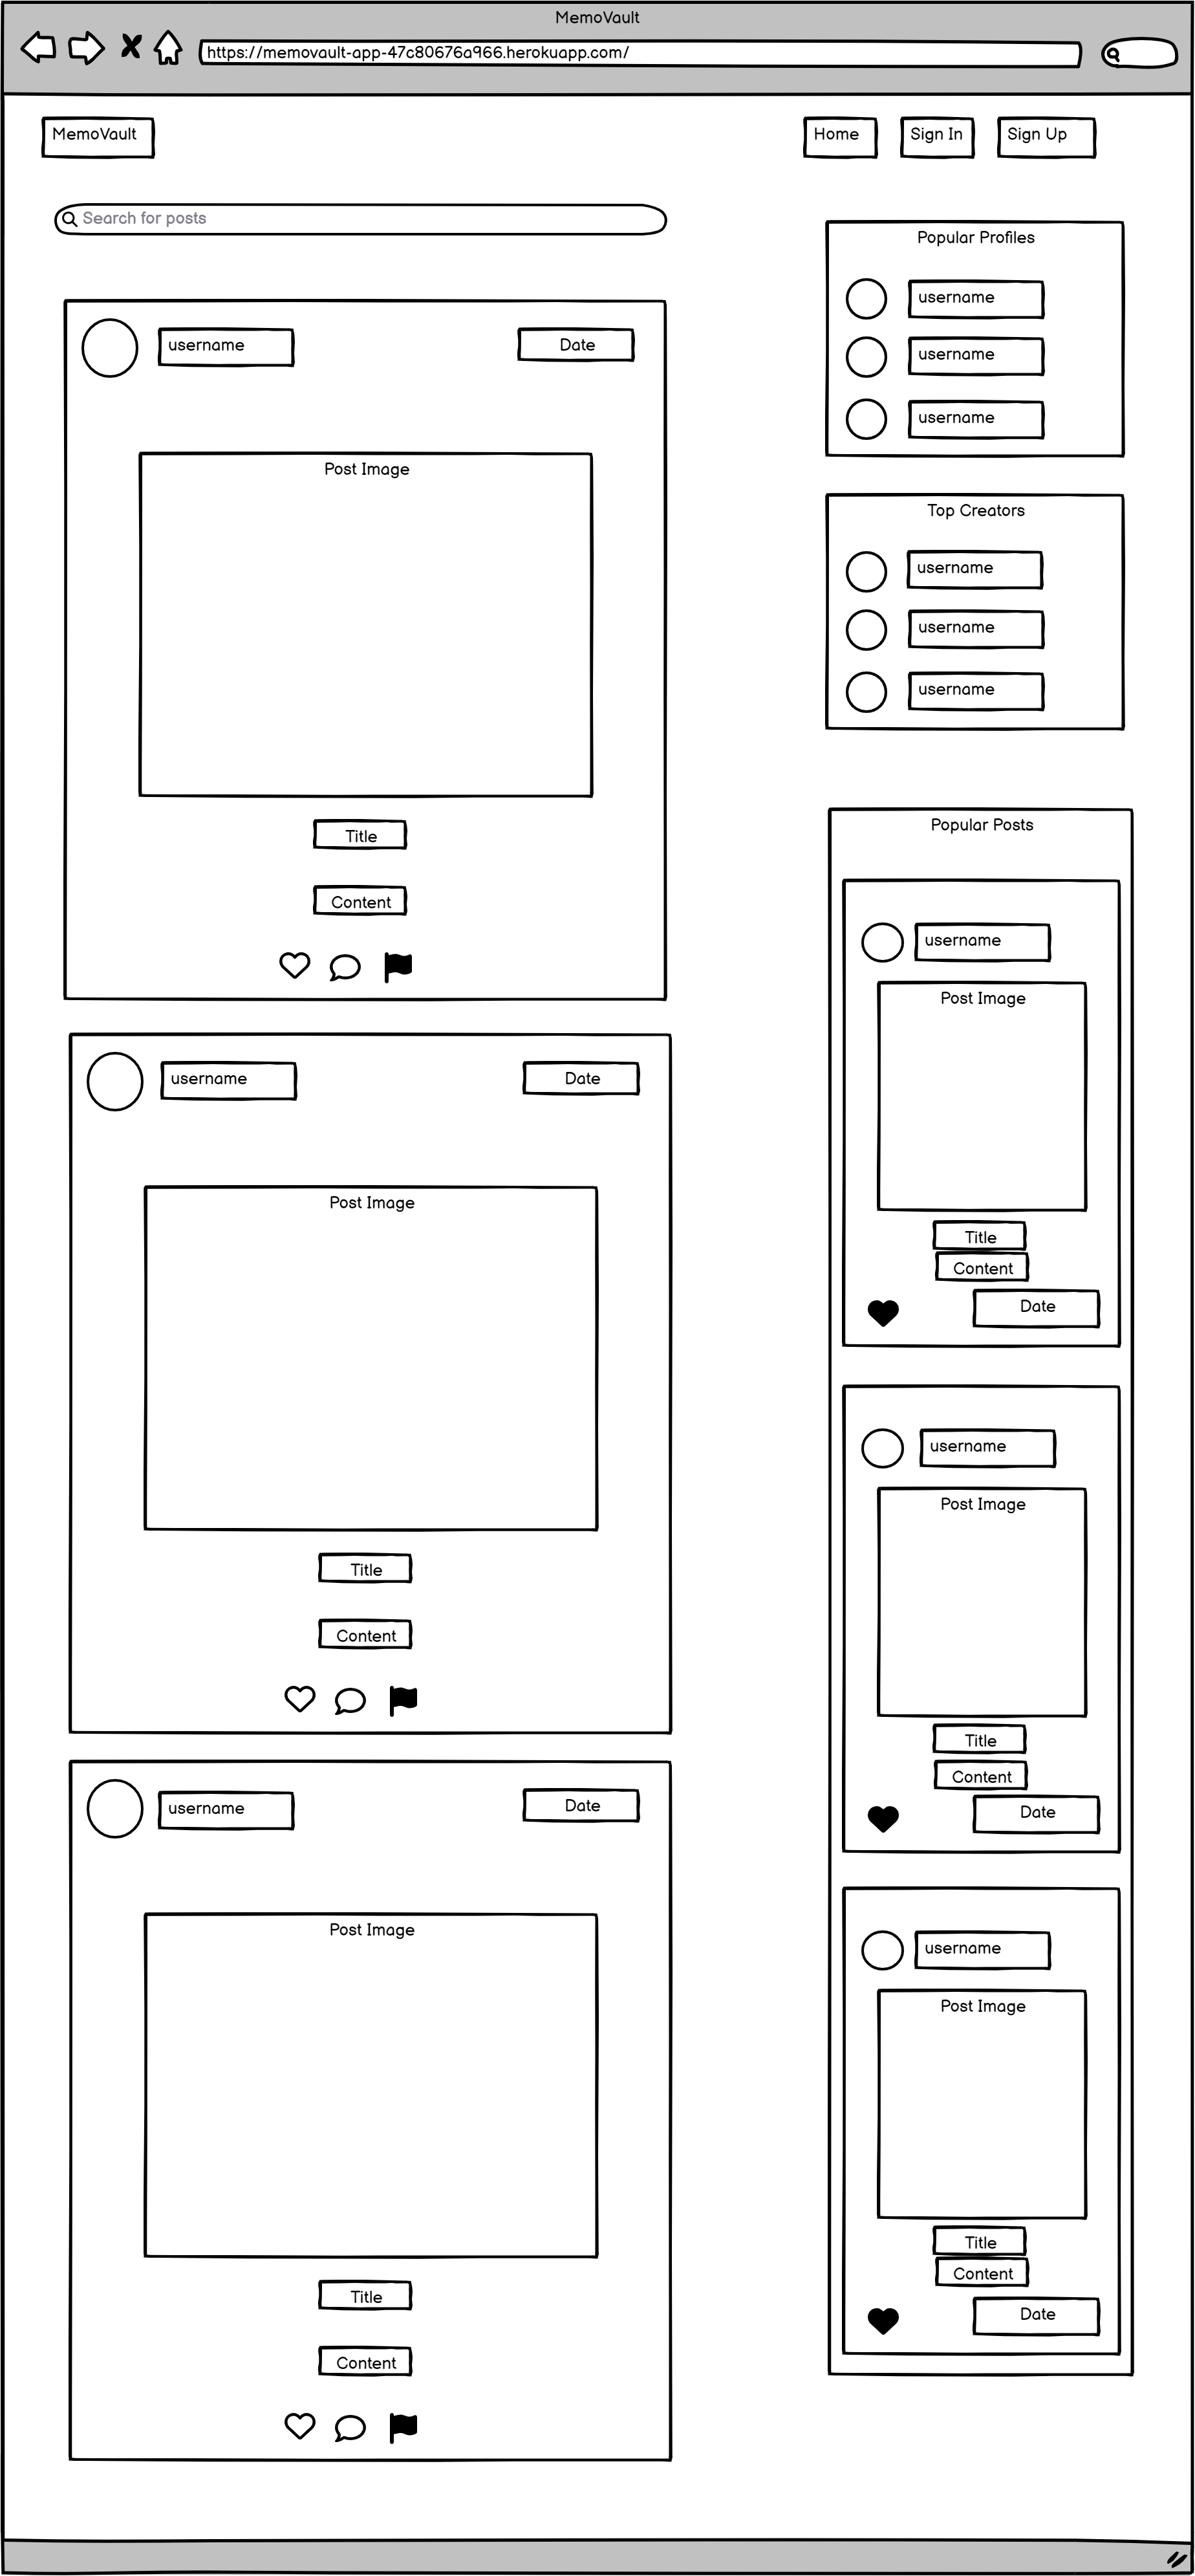 MemoVault
https://memovault-app-47c80676a966.herokuapp.com/
MemoVault
Home
Sign In
Sign Up
Search for posts
username
Date
Post Image
Title
Content
username
Date
Post Image
Title
Content
username
Date
Post Image
Title
Content
Popular Profiles
username
username
username
Top Creators
username
username
username
Popular Posts
username
Post Image
Title
Content
Date
username
Post Image
Title
Content
Date
username
Post Image
Title
Content
Date